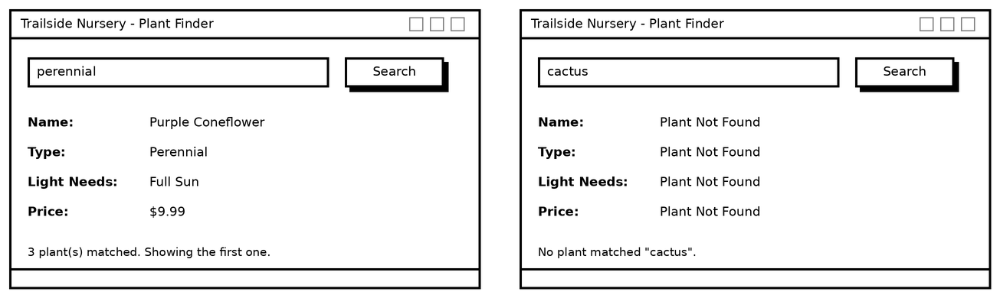 Trailside Nursery - Plant Finder
perennial
Search
Name: Purple Coneflower
Type: Perennial
Light Needs: Full Sun
Price: $9.99
3 plant(s) matched. Showing the first one.
Trailside Nursery - Plant Finder
cactus
Search
Name: Plant Not Found
Type: Plant Not Found
Light Needs: Plant Not Found
Price: Plant Not Found
No plant matched "cactus".